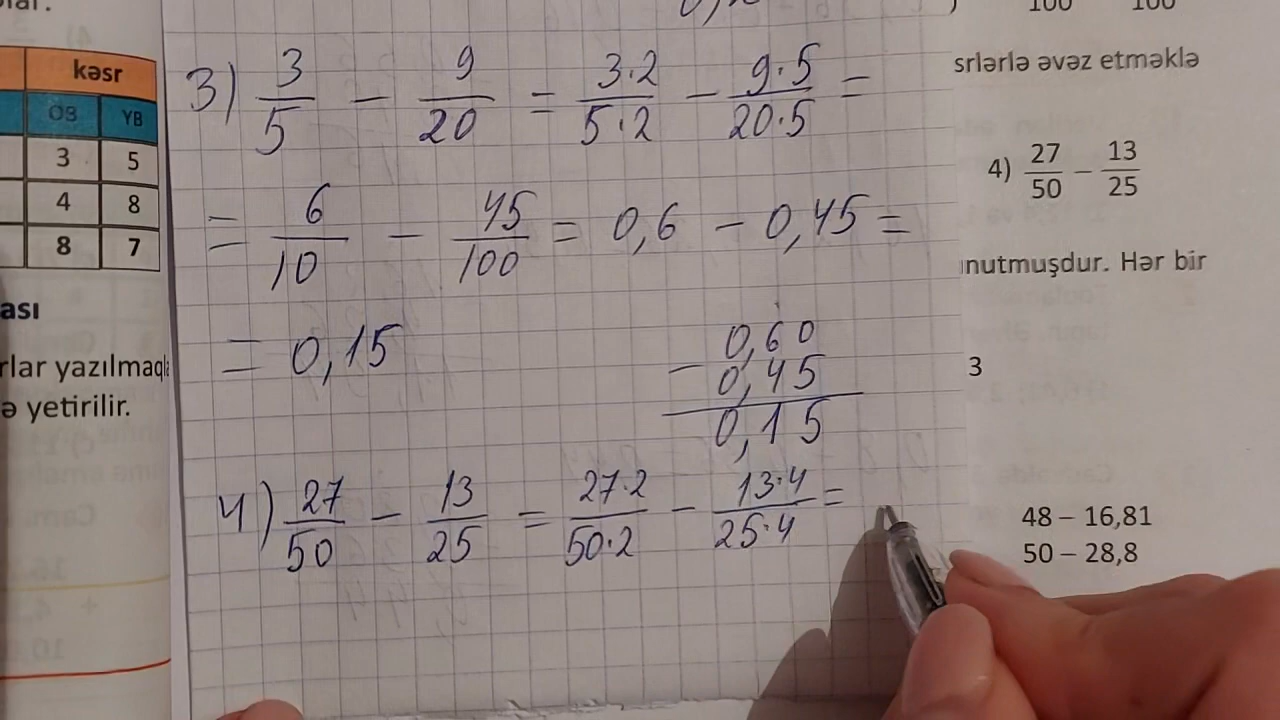 kəsr
OB YB
3 5
4 8
8 7
ası
rlar yazılmaqla
ə yetirilir.
3) 3/5 − 9/20 = 3·2/5·2 − 9·5/20·5 =
= 6/10 − 45/100 = 0,6 − 0,45 =
= 0,15
0,60
− 0,45
0,15
4) 27/50 − 13/25 = 27·2/50·2 − 13·4/25·4 =
100 100
srlərlə əvəz etməklə
4) 27/50 − 13/25
nutmuşdur. Hər bir
3
48 – 16,81
50 – 28,8